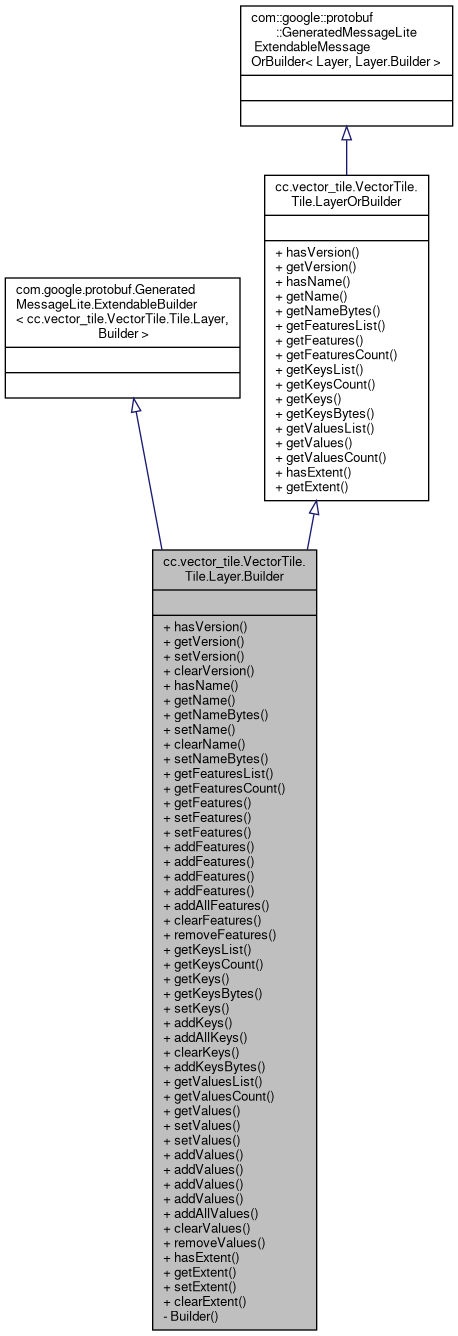 com::google::protobuf
::GeneratedMessageLite
ExtendableMessage
OrBuilder< Layer, Layer.Builder >
cc.vector_tile.VectorTile.
Tile.LayerOrBuilder
+ hasVersion()
+ getVersion()
+ hasName()
+ getName()
+ getNameBytes()
+ getFeaturesList()
+ getFeatures()
+ getFeaturesCount()
+ getKeysList()
+ getKeysCount()
+ getKeys()
+ getKeysBytes()
+ getValuesList()
+ getValues()
+ getValuesCount()
+ hasExtent()
+ getExtent()
com.google.protobuf.Generated
MessageLite.ExtendableBuilder
< cc.vector_tile.VectorTile.Tile.Layer,
Builder >
cc.vector_tile.VectorTile.
Tile.Layer.Builder
+ hasVersion()
+ getVersion()
+ setVersion()
+ clearVersion()
+ hasName()
+ getName()
+ getNameBytes()
+ setName()
+ clearName()
+ setNameBytes()
+ getFeaturesList()
+ getFeaturesCount()
+ getFeatures()
+ setFeatures()
+ setFeatures()
+ addFeatures()
+ addFeatures()
+ addFeatures()
+ addFeatures()
+ addAllFeatures()
+ clearFeatures()
+ removeFeatures()
+ getKeysList()
+ getKeysCount()
+ getKeys()
+ getKeysBytes()
+ setKeys()
+ addKeys()
+ addAllKeys()
+ clearKeys()
+ addKeysBytes()
+ getValuesList()
+ getValuesCount()
+ getValues()
+ setValues()
+ setValues()
+ addValues()
+ addValues()
+ addValues()
+ addValues()
+ addAllValues()
+ clearValues()
+ removeValues()
+ hasExtent()
+ getExtent()
+ setExtent()
+ clearExtent()
- Builder()